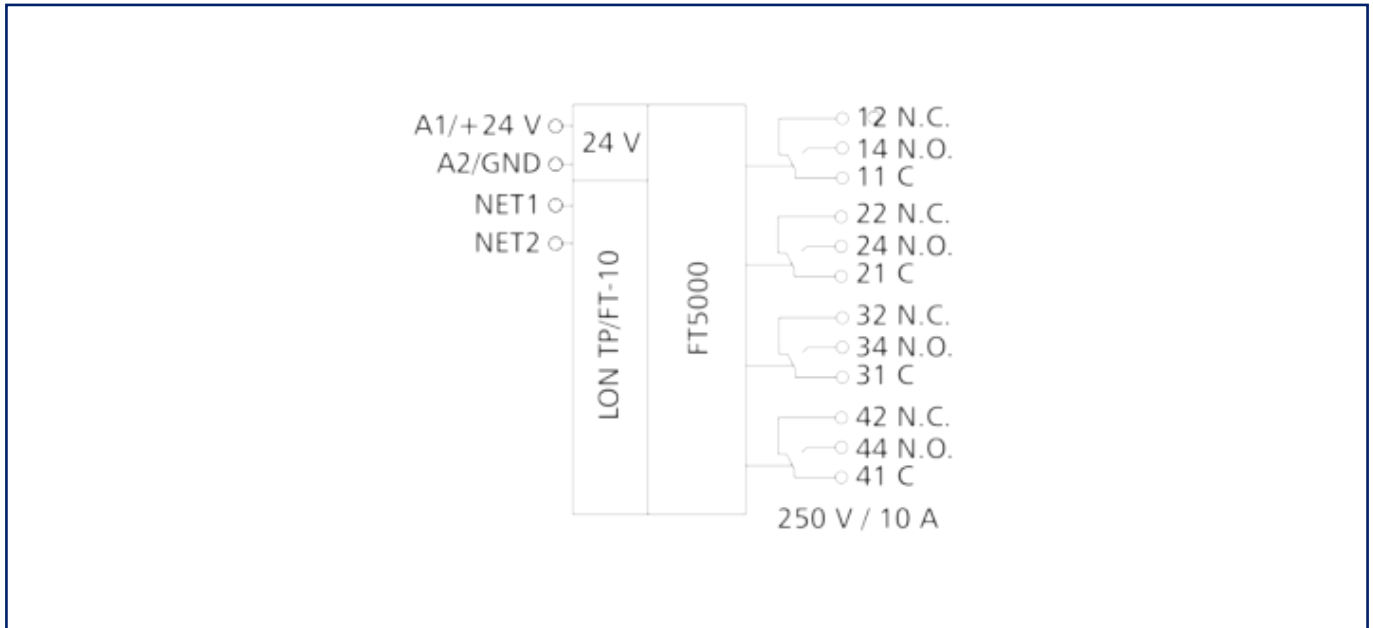 A1/+24 V
A2/GND
NET1
NET2
24 V
LON TP/FT-10
FT5000
12 N.C.
14 N.O.
11 C
22 N.C.
24 N.O.
21 C
32 N.C.
34 N.O.
31 C
42 N.C.
44 N.O.
41 C
250 V / 10 A